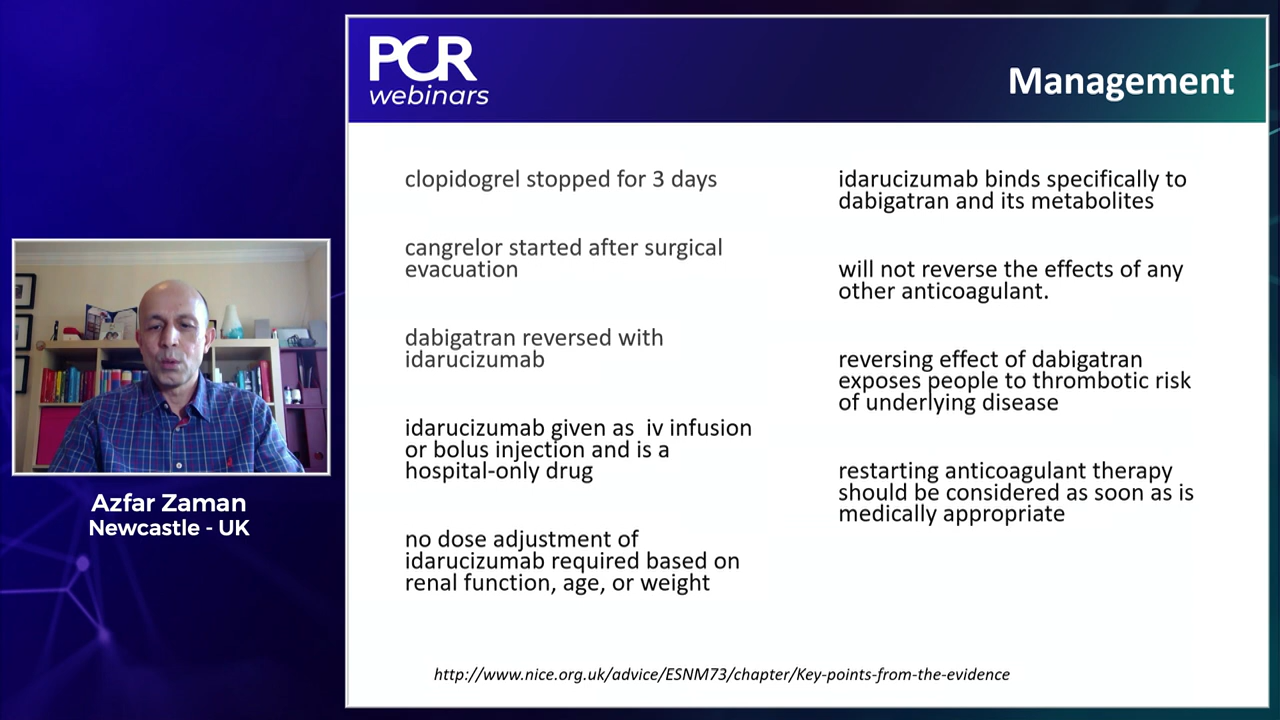 PCR
webinars
Management
clopidogrel stopped for 3 days
cangrelor started after surgical
evacuation
dabigatran reversed with
idarucizumab
idarucizumab given as iv infusion
or bolus injection and is a
hospital-only drug
no dose adjustment of
idarucizumab required based on
renal function, age, or weight
idarucizumab binds specifically to
dabigatran and its metabolites
will not reverse the effects of any
other anticoagulant.
reversing effect of dabigatran
exposes people to thrombotic risk
of underlying disease
restarting anticoagulant therapy
should be considered as soon as is
medically appropriate
http://www.nice.org.uk/advice/ESNM73/chapter/Key-points-from-the-evidence
Azfar Zaman
Newcastle - UK